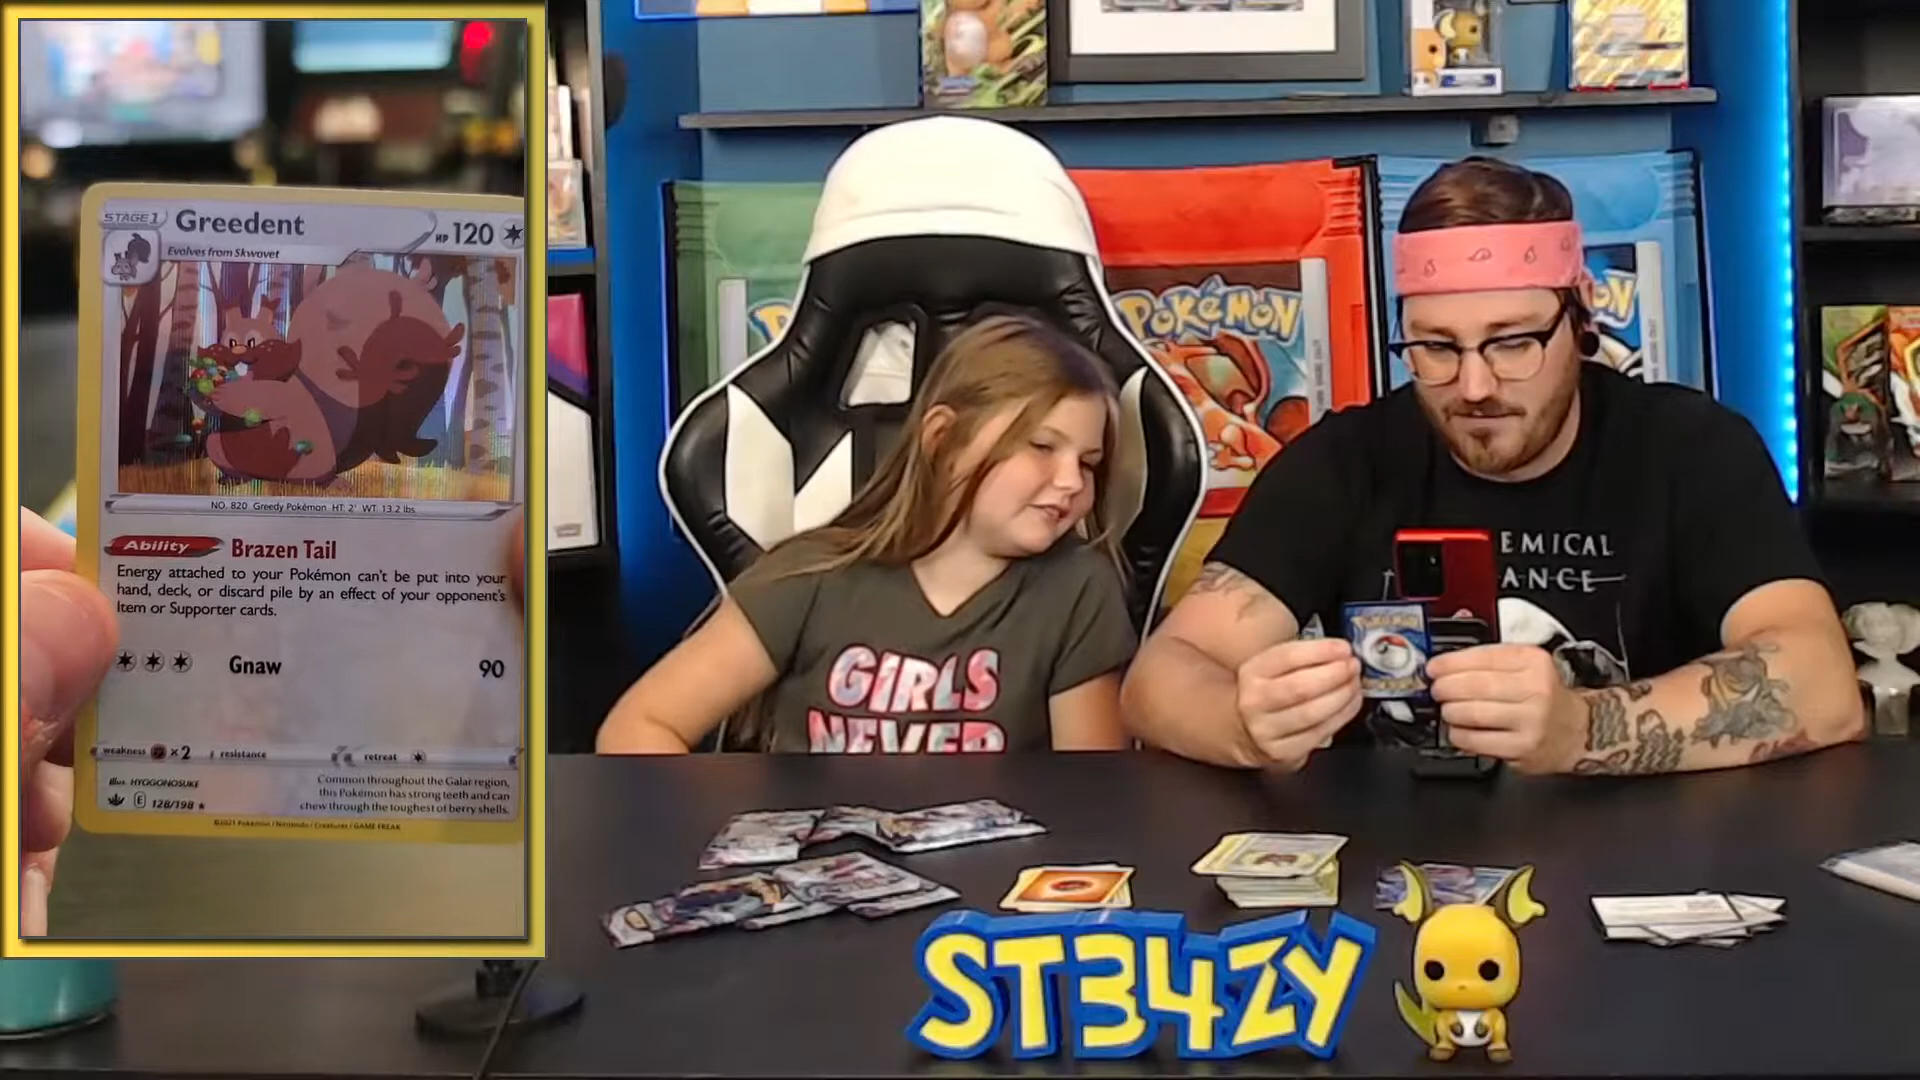 STAGE 1
Greedent
HP 120
Evolves from Skwovet
NO. 820 Greedy Pokémon HT: 2' WT: 13.2 lbs.
Ability Brazen Tail
Energy attached to your Pokémon can't be put into your
hand, deck, or discard pile by an effect of your opponent's
Item or Supporter cards.
Gnaw 90
weakness ×2 resistance retreat
Illus. HYOGONOSUKE
E 128/198 ★
Common throughout the Galar region,
this Pokémon has strong teeth and can
chew through the toughest of berry shells.
©2021 Pokémon / Nintendo / Creatures / GAME FREAK
POKéMON
GIRLS
NEVER
EMICAL
ANCE
ST34ZY